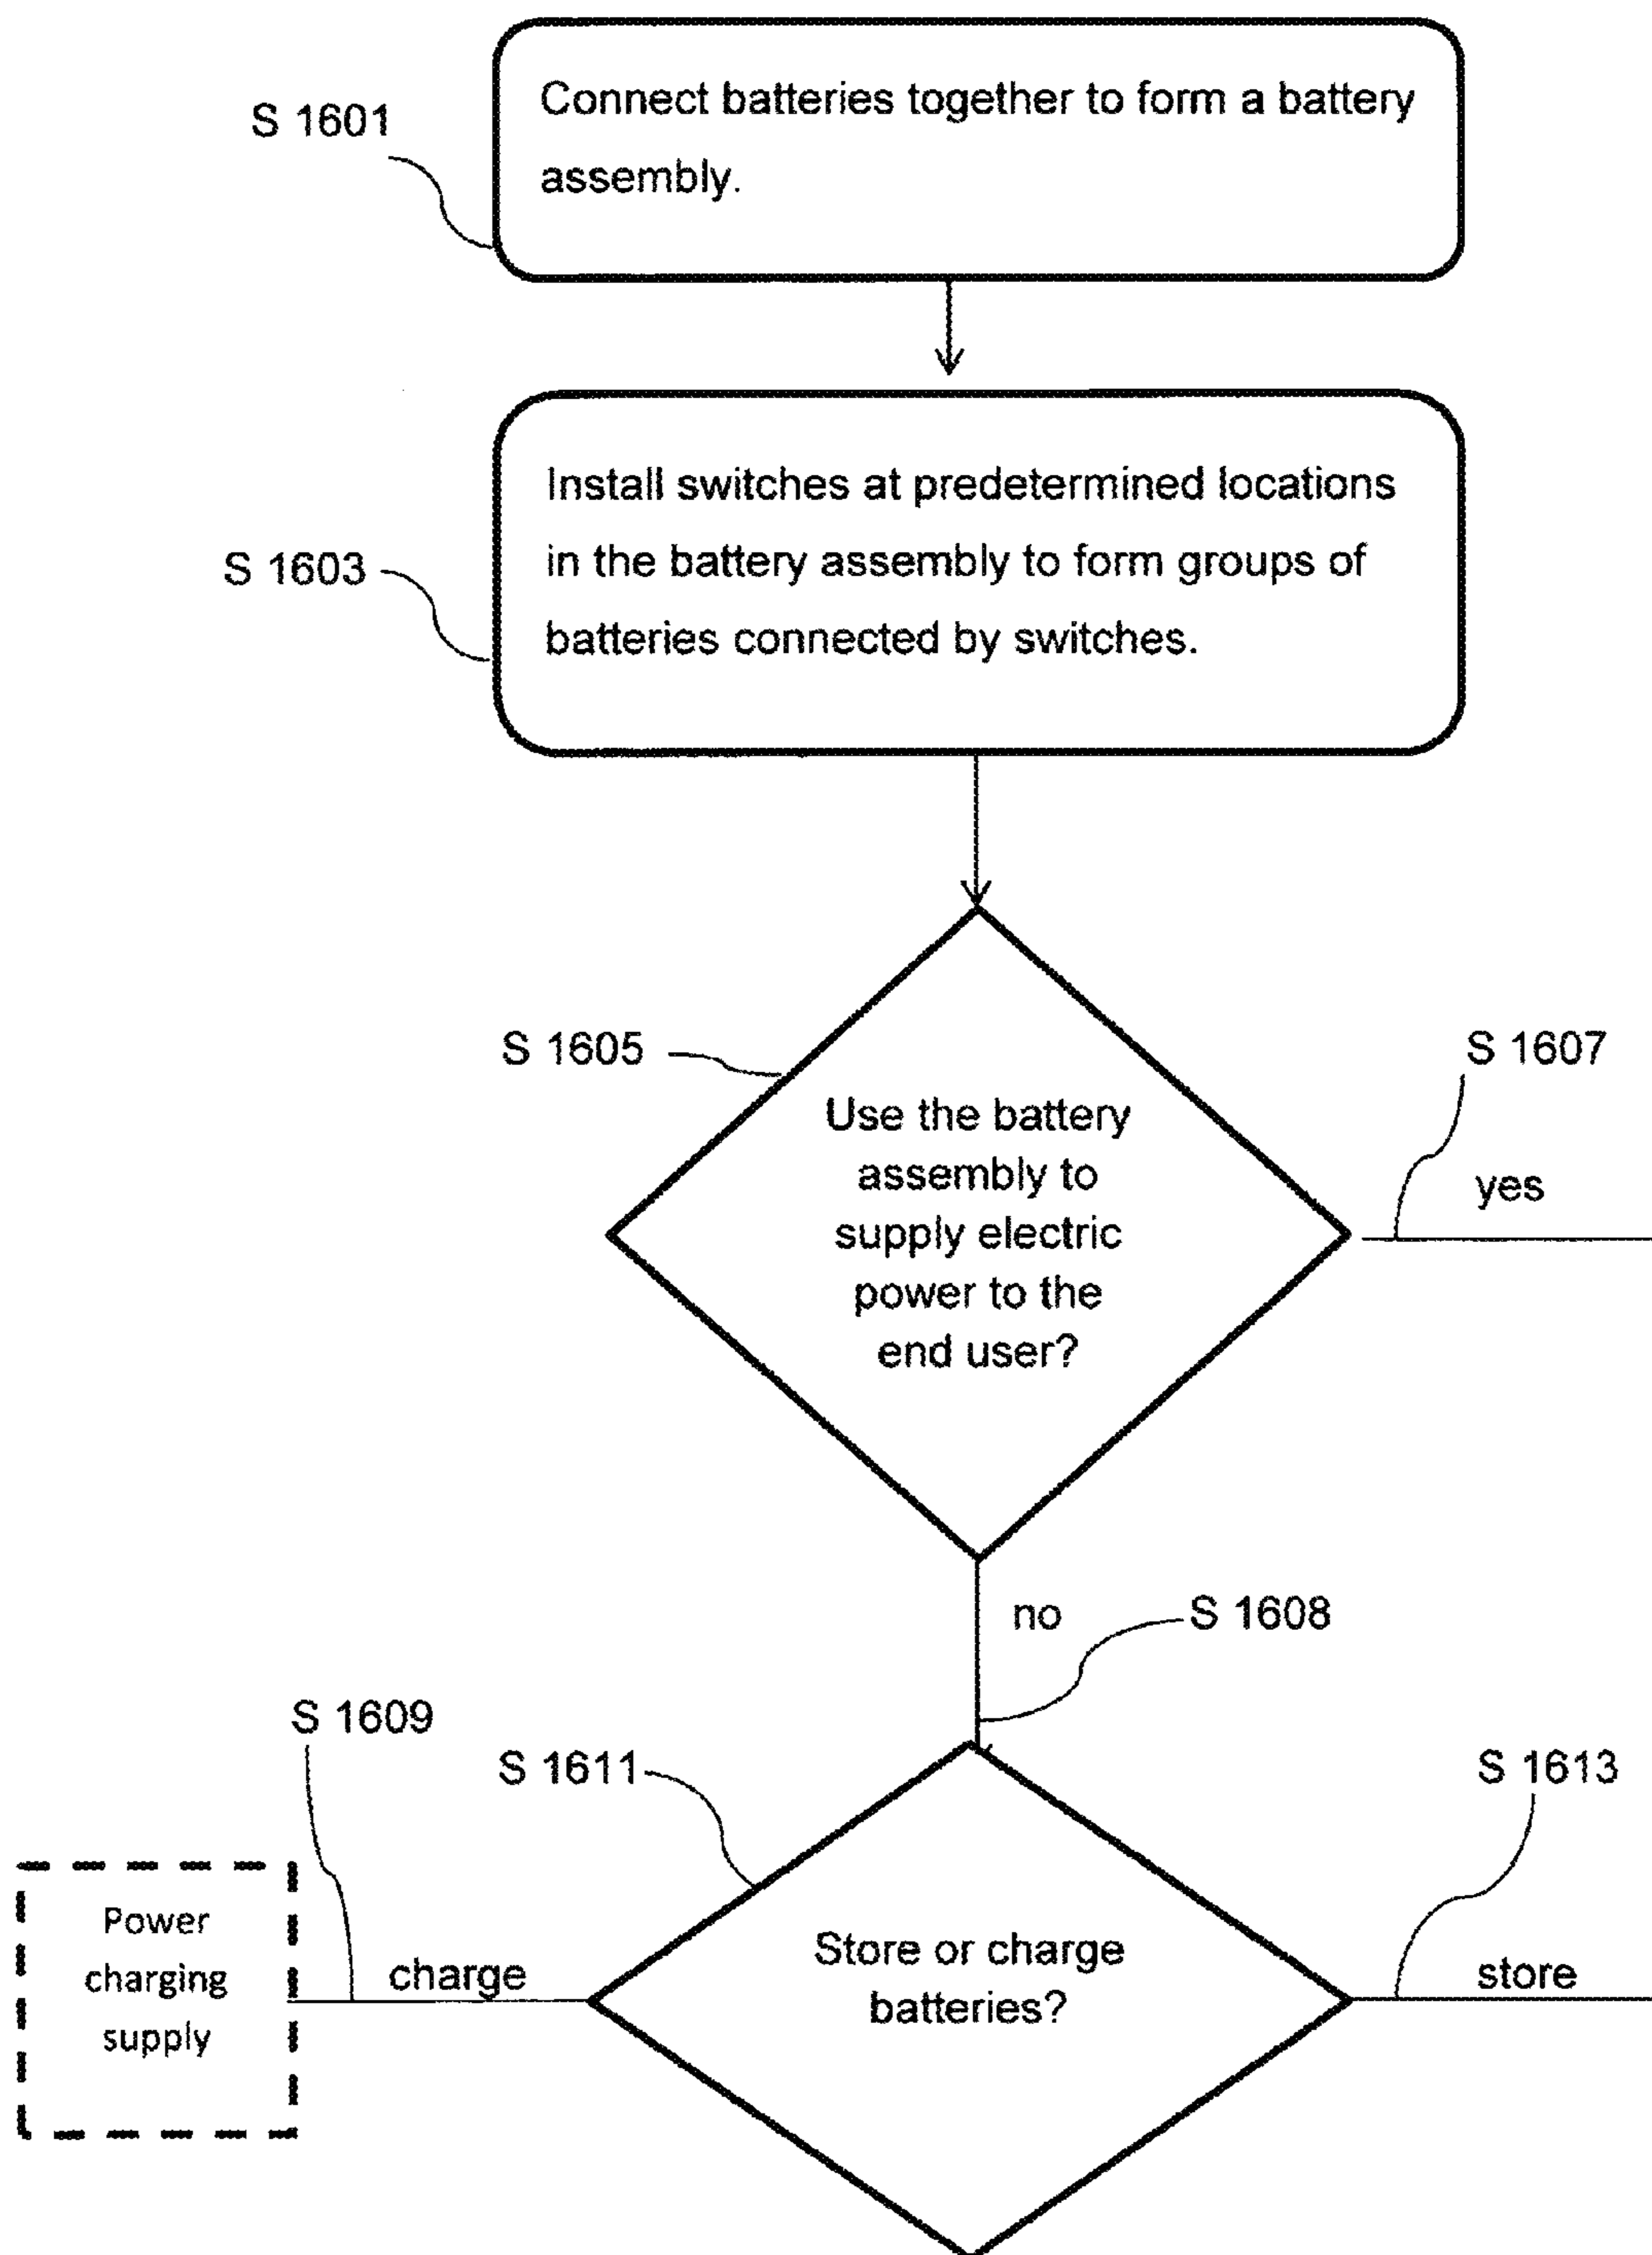 S 1601
Connect batteries together to form a battery
assembly.
S 1603
Install switches at predetermined locations
in the battery assembly to form groups of
batteries connected by switches.
S 1605
Use the battery
assembly to
supply electric
power to the
end user?
S 1607
yes
no
S 1608
S 1609
S 1611
S 1613
Power
charging
supply
charge
Store or charge
batteries?
store